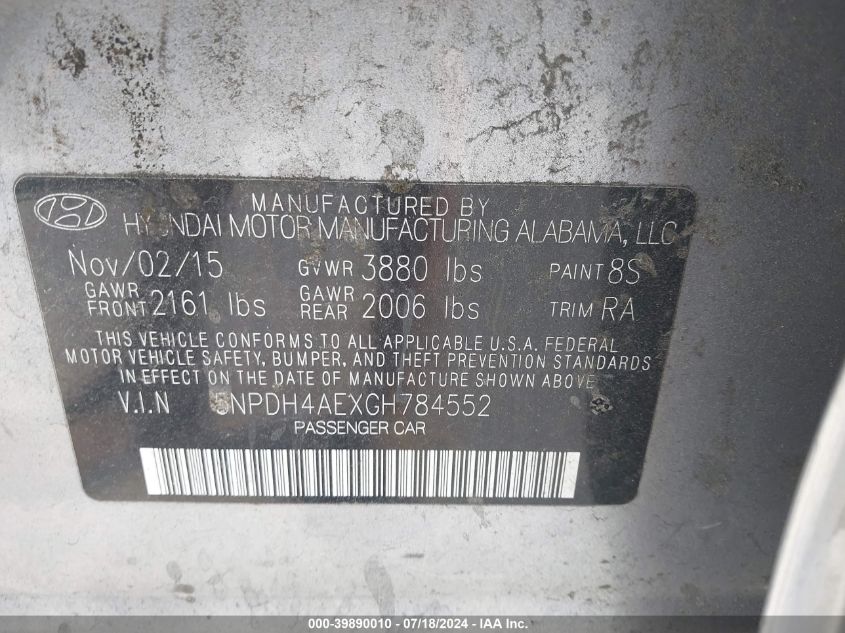 MANUFACTURED BY
HYUNDAI MOTOR MANUFACTURING ALABAMA, LLC
Nov/02/15 GVWR 3880 lbs PAINT 8S
GAWR FRONT 2161 lbs GAWR REAR 2006 lbs TRIM RA
THIS VEHICLE CONFORMS TO ALL APPLICABLE U.S.A. FEDERAL
MOTOR VEHICLE SAFETY, BUMPER, AND THEFT PREVENTION STANDARDS
IN EFFECT ON THE DATE OF MANUFACTURE SHOWN ABOVE.
V.I.N 5NPDH4AEXGH784552
PASSENGER CAR
000-39890010 - 07/18/2024 - IAA Inc.